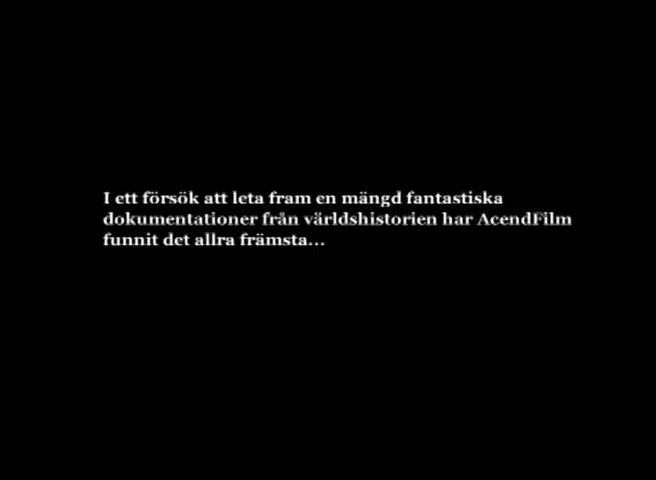 I ett försök att leta fram en mängd fantastiska
dokumentationer från världshistorien har AcendFilm
funnit det allra främsta...